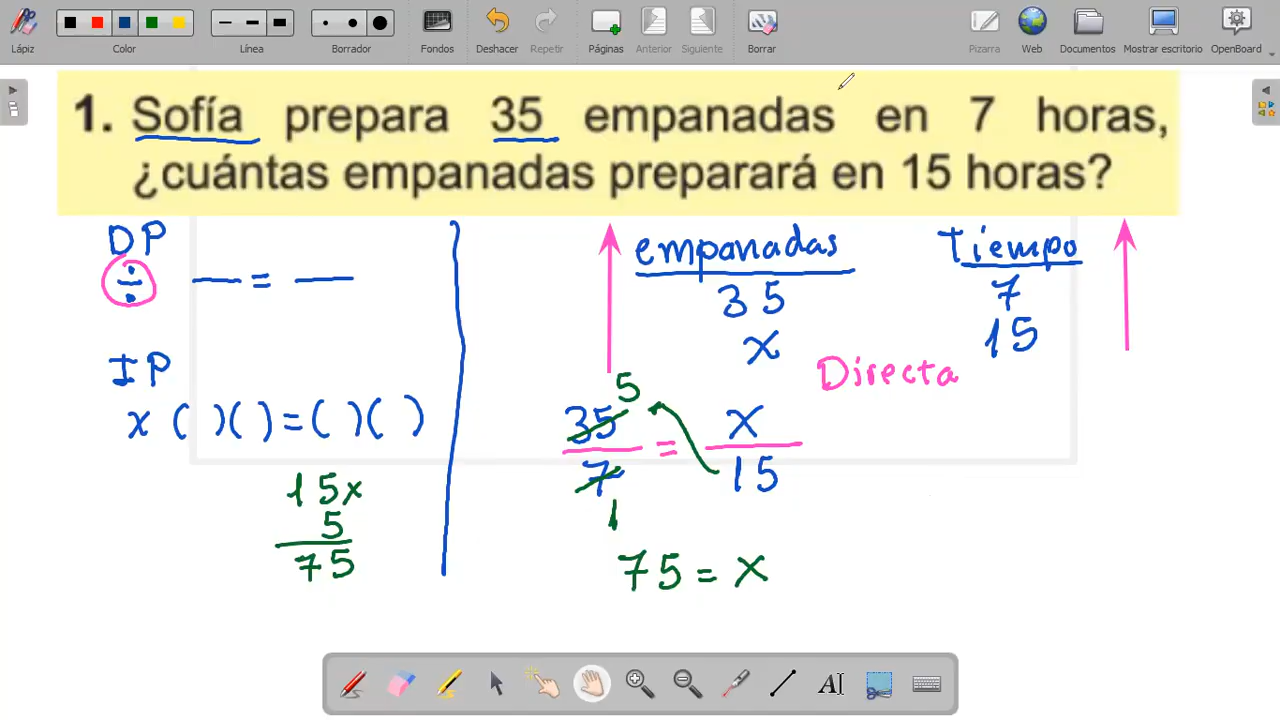 Lápiz Color Línea Borrador Fondos Deshacer Repetir Páginas Anterior Siguiente Borrar Pizarra Web Documentos Mostrar escritorio OpenBoard
1. Sofía prepara 35 empanadas en 7 horas,
¿cuántas empanadas preparará en 15 horas?
DP
÷ — = —
IP
x ( )( ) = ( )( )
15x
5
75
empanadas Tiempo
35 7
x 15
Directa
5
35 = x
7 15
1
75 = x
AI